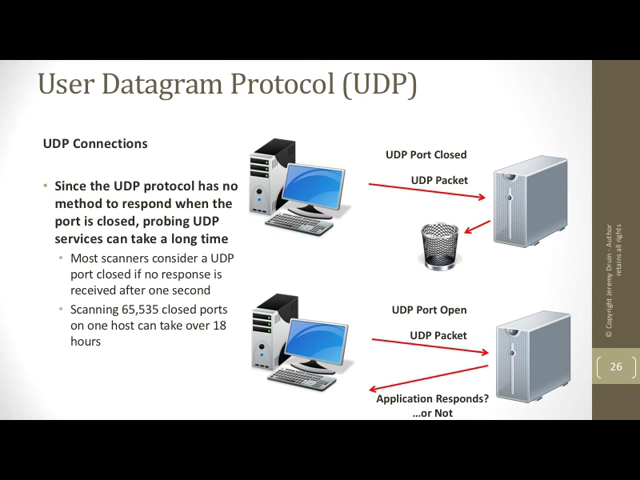 User Datagram Protocol (UDP)
UDP Connections
• Since the UDP protocol has no
method to respond when the
port is closed, probing UDP
services can take a long time
• Most scanners consider a UDP
port closed if no response is
received after one second
• Scanning 65,535 closed ports
on one host can take over 18
hours
UDP Port Closed
UDP Packet
UDP Port Open
UDP Packet
Application Responds?
...or Not
© Copyright Jeremy Druin - Author
retains all rights
26